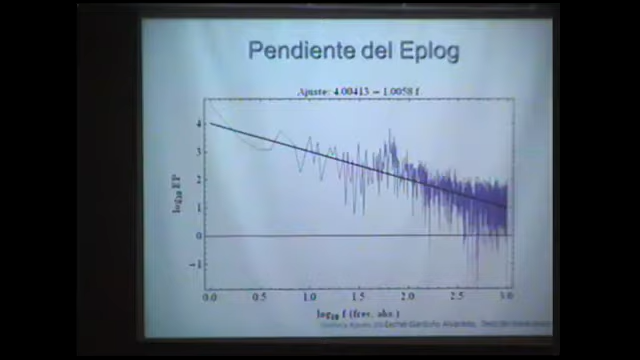 Pendiente del Eplog
Ajuste: 4.00413 - 1.0058 f
log₁₀ EP
4
3
2
1
0
-1
0.0 0.5 1.0 1.5 2.0 2.5 3.0
log₁₀ f (frec. abs.)